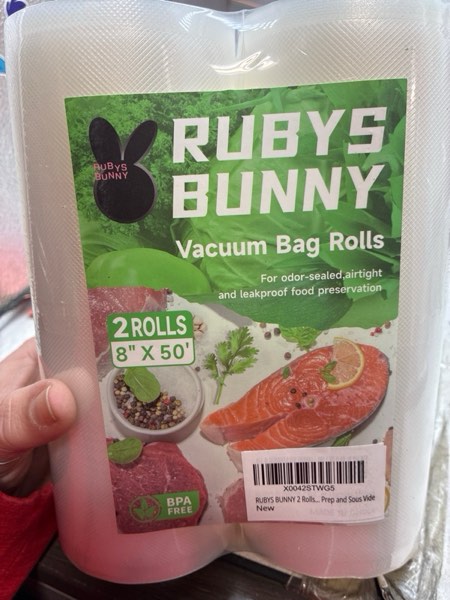 RUBYS
BUNNY
RUBYS
BUNNY
Vacuum Bag Rolls
For odor-sealed,airtight
and leakproof food preservation
2 ROLLS
8" X 50'
BPA
FREE
X0042STWG5
RUBYS BUNNY 2 Rolls... Prep and Sous Vide
New